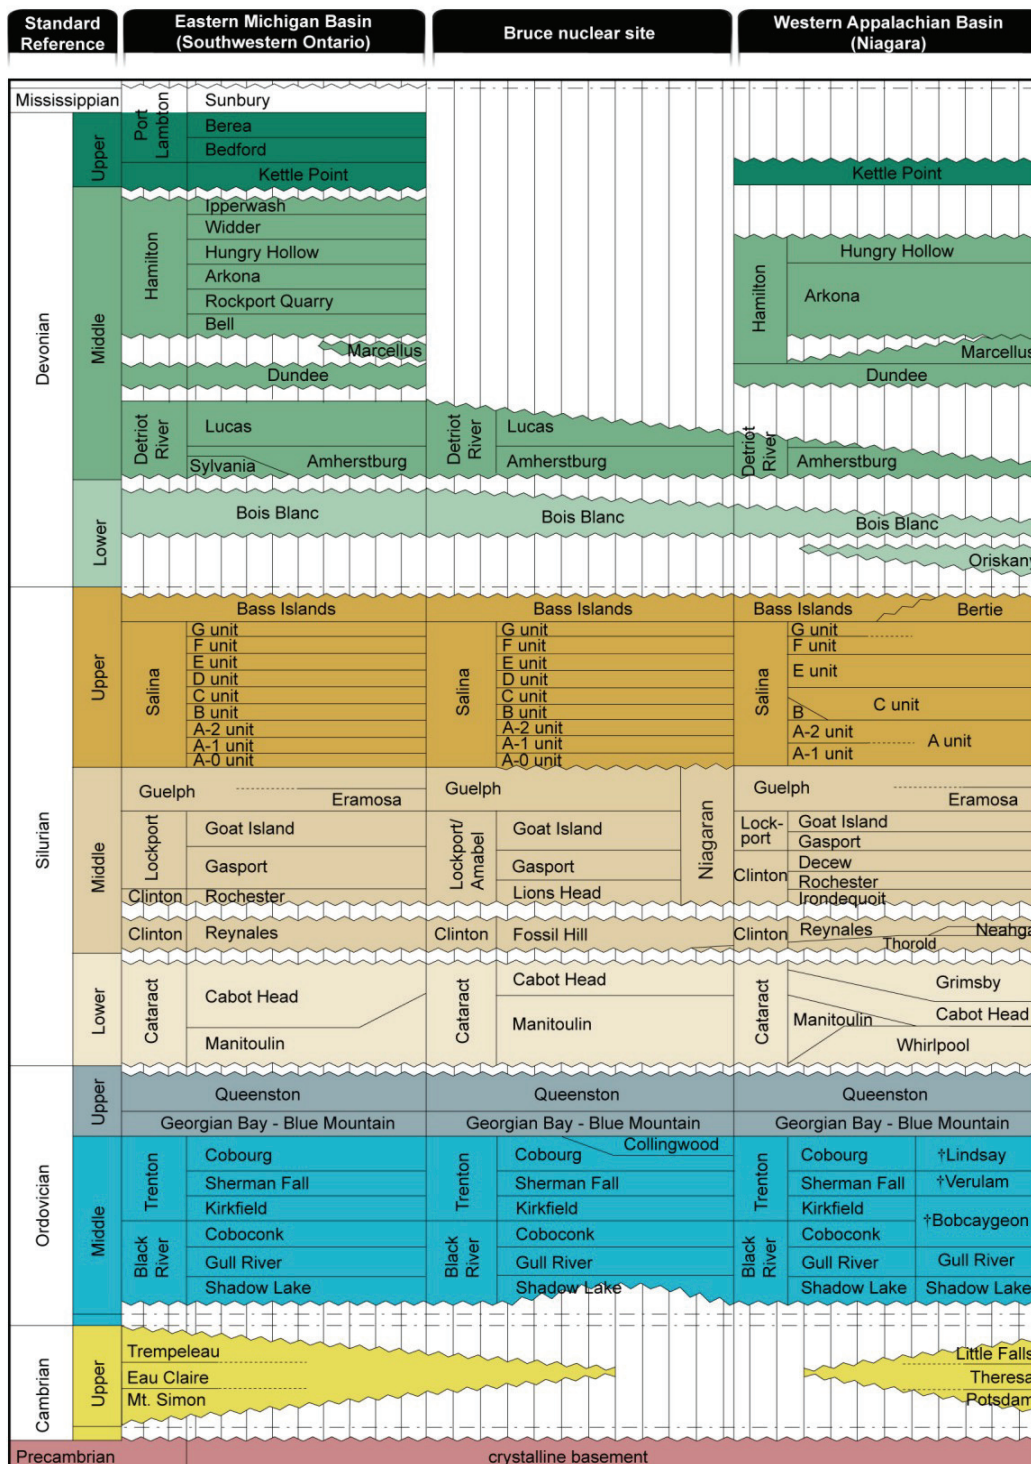 Standard
Reference
Eastern Michigan Basin
(Southwestern Ontario)
Bruce nuclear site
Western Appalachian Basin
(Niagara)
Mississippian
Devonian
Upper
Middle
Lower
Silurian
Upper
Middle
Lower
Ordovician
Upper
Middle
Cambrian
Upper
Precambrian
Port
Lambton
Sunbury
Berea
Bedford
Kettle Point
Hamilton
Ipperwash
Widder
Hungry Hollow
Arkona
Rockport Quarry
Bell
Marcellus
Dundee
Detriot
River
Lucas
Sylvania
Amherstburg
Bois Blanc
Bass Islands
Salina
G unit
F unit
E unit
D unit
C unit
B unit
A-2 unit
A-1 unit
A-0 unit
Guelph
Eramosa
Lockport
Goat Island
Gasport
Clinton
Rochester
Clinton
Reynales
Cataract
Cabot Head
Manitoulin
Queenston
Georgian Bay - Blue Mountain
Trenton
Cobourg
Sherman Fall
Kirkfield
Black
River
Coboconk
Gull River
Shadow Lake
Trempeleau
Eau Claire
Mt. Simon
Detriot
River
Lucas
Amherstburg
Bois Blanc
Bass Islands
Salina
G unit
F unit
E unit
D unit
C unit
B unit
A-2 unit
A-1 unit
A-0 unit
Guelph
Niagaran
Lockport/
Amabel
Goat Island
Gasport
Lions Head
Clinton
Fossil Hill
Cataract
Cabot Head
Manitoulin
Queenston
Georgian Bay - Blue Mountain
Collingwood
Trenton
Cobourg
Sherman Fall
Kirkfield
Black
River
Coboconk
Gull River
Shadow Lake
Kettle Point
Hamilton
Hungry Hollow
Arkona
Marcellus
Dundee
Detriot
River
Amherstburg
Bois Blanc
Oriskany
Bass Islands
Bertie
Salina
G unit
F unit
E unit
C unit
B
A-2 unit
A unit
A-1 unit
Guelph
Eramosa
Lock-
port
Goat Island
Gasport
Clinton
Decew
Rochester
Irondequoit
Clinton
Reynales
Neahga
Thorold
Cataract
Grimsby
Cabot Head
Manitoulin
Whirlpool
Queenston
Georgian Bay - Blue Mountain
Trenton
Cobourg
†Lindsay
Sherman Fall
†Verulam
Kirkfield
†Bobcaygeon
Black
River
Coboconk
Gull River
Gull River
Shadow Lake
Shadow Lake
Little Falls
Theresa
Potsdam
crystalline basement